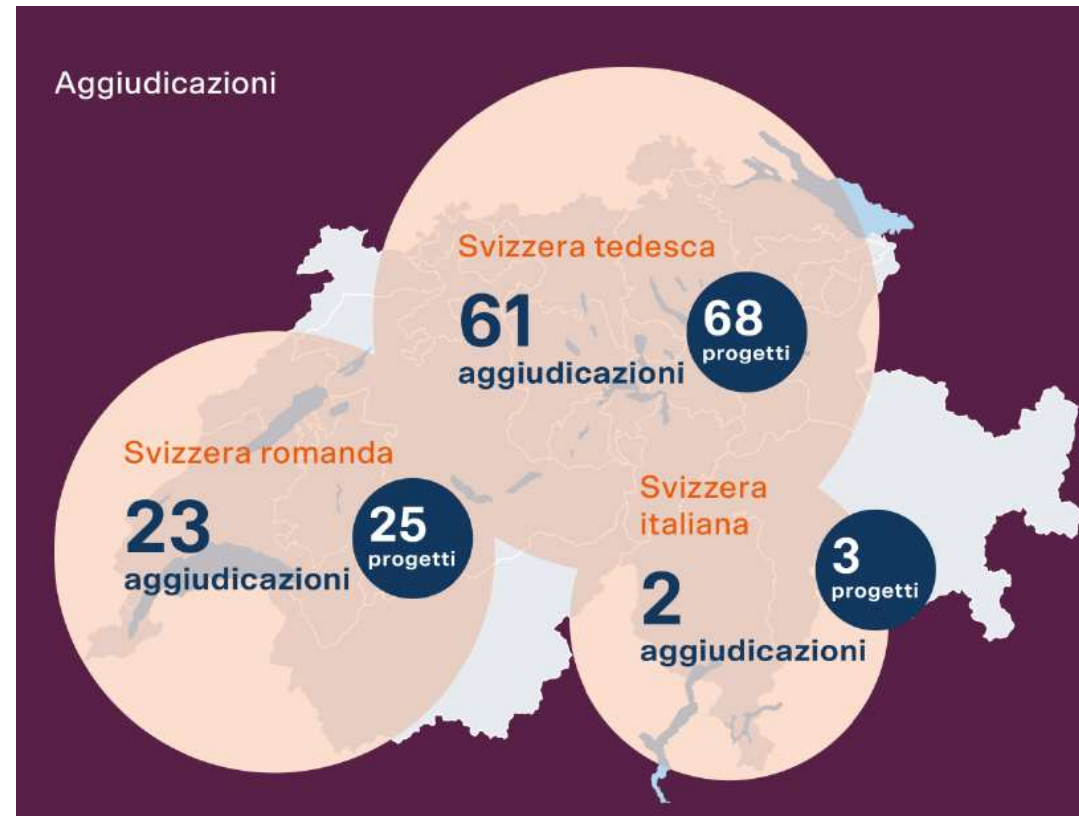 Aggiudicazioni
Svizzera tedesca
61
aggiudicazioni
68
progetti
Svizzera romanda
23
aggiudicazioni
25
progetti
Svizzera
italiana
2
aggiudicazioni
3
progetti